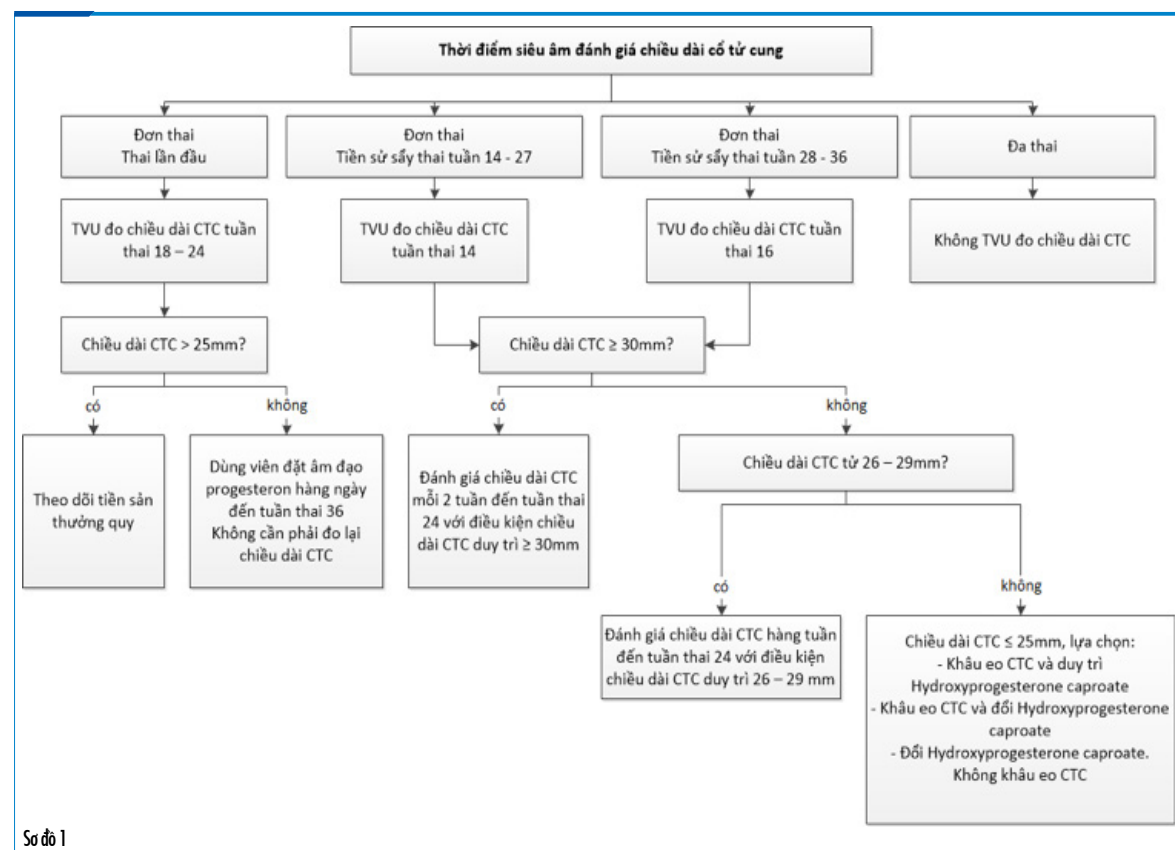 Thời điểm siêu âm đánh giá chiều dài cổ tử cung
Đơn thai
Thai lần đầu
Đơn thai
Tiền sử sẩy thai tuần 14 - 27
Đơn thai
Tiền sử sẩy thai tuần 28 - 36
Đa thai
TVU đo chiều dài CTC tuần
thai 18 – 24
TVU đo chiều dài CTC
tuần thai 14
TVU đo chiều dài CTC tuần
thai 16
Không TVU đo chiều dài CTC
Chiều dài CTC > 25mm?
Chiều dài CTC ≥ 30mm?
có
không
có
không
Theo dõi tiền sản
thưởng quy
Dùng viên đặt âm đạo
progesteron hàng ngày
đến tuần thai 36
Không cần phải đo lại
chiều dài CTC
Đánh giá chiều dài CTC
mỗi 2 tuần đến tuần thai
24 với điều kiện chiều
dài CTC duy trì ≥ 30mm
Chiều dài CTC từ 26 – 29mm?
có
không
Đánh giá chiều dài CTC hàng tuần
đến tuần thai 24 với điều kiện
chiều dài CTC duy trì 26 – 29 mm
Chiều dài CTC ≤ 25mm, lựa chọn:
- Khâu eo CTC và duy trì
Hydroxyprogesterone caproate
- Khâu eo CTC và đổi Hydroxyprogesterone
caproate
- Đổi Hydroxyprogesterone caproate.
Không khâu eo CTC
Sơ đồ 1